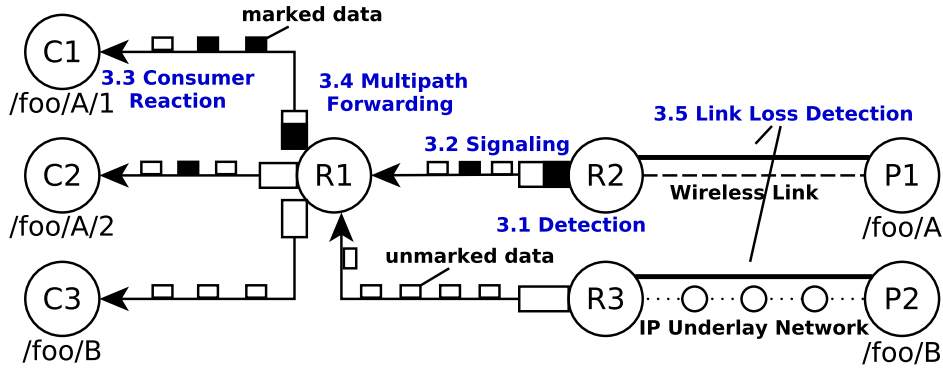 marked data
C1
3.3 Consumer
Reaction
/foo/A/1
3.4 Multipath
Forwarding
3.5 Link Loss Detection
3.2 Signaling
C2
R1
R2
P1
Wireless Link
/foo/A/2
/foo/A
3.1 Detection
unmarked data
C3
R3
P2
IP Underlay Network
/foo/B
/foo/B